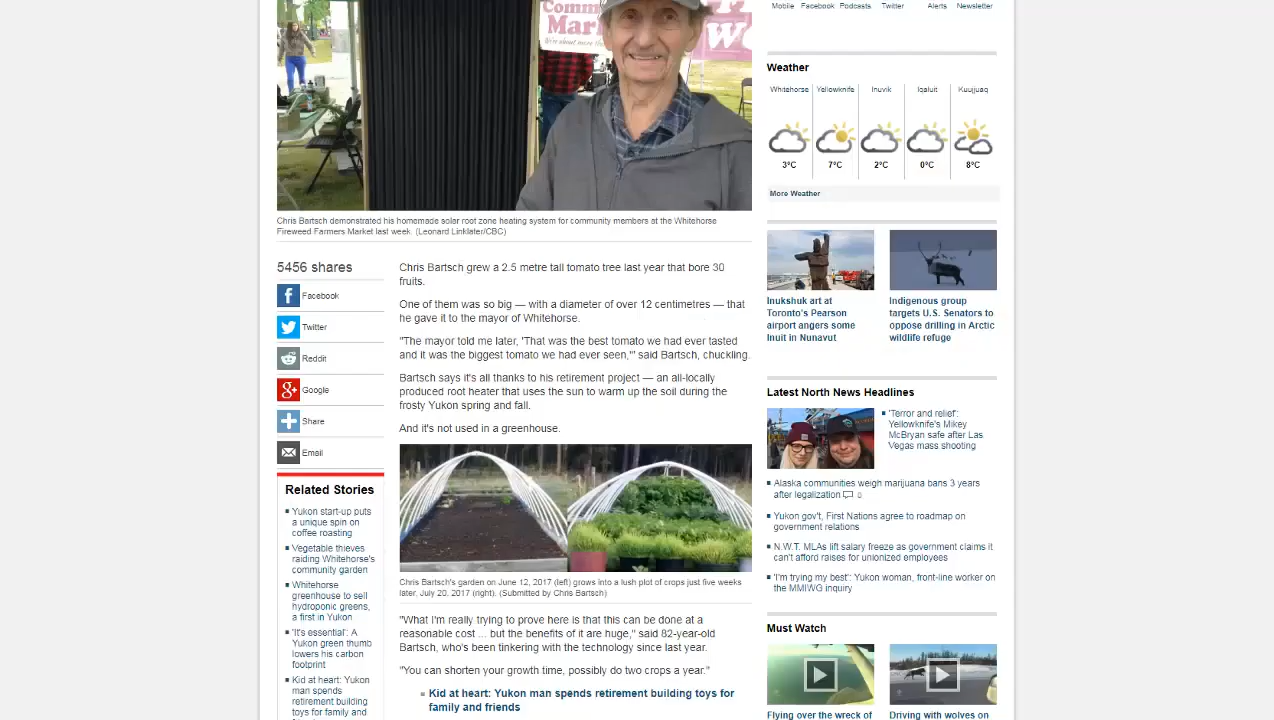 Comm
Mar
Mobile Facebook Podcasts Twitter Alerts Newsletter
Weather
Whitehorse Yellowknife Inuvik Iqaluit Kuujuaq
3°C 7°C 2°C 0°C 8°C
More Weather
Chris Bartsch demonstrated his homemade solar root zone heating system for community members at the Whitehorse
Fireweed Farmers Market last week. (Leonard Linklater/CBC)
5456 shares
Facebook
Twitter
Reddit
Google
Share
Email
Related Stories
Yukon start-up puts
a unique spin on
coffee roasting
Vegetable thieves
raiding Whitehorse's
community garden
Whitehorse
greenhouse to sell
hydroponic greens,
a first in Yukon
'It's essential': A
Yukon green thumb
lowers his carbon
footprint
Kid at heart: Yukon
man spends
retirement building
toys for family and
Chris Bartsch grew a 2.5 metre tall tomato tree last year that bore 30
fruits.
One of them was so big — with a diameter of over 12 centimetres — that
he gave it to the mayor of Whitehorse.
"The mayor told me later, 'That was the best tomato we had ever tasted
and it was the biggest tomato we had ever seen,'" said Bartsch, chuckling.
Bartsch says it's all thanks to his retirement project — an all-locally
produced root heater that uses the sun to warm up the soil during the
frosty Yukon spring and fall.
And it's not used in a greenhouse.
Chris Bartsch's garden on June 12, 2017 (left) grows into a lush plot of crops just five weeks
later, July 20, 2017 (right). (Submitted by Chris Bartsch)
"What I'm really trying to prove here is that this can be done at a
reasonable cost ... but the benefits of it are huge," said 82-year-old
Bartsch, who's been tinkering with the technology since last year.
"You can shorten your growth time, possibly do two crops a year."
Kid at heart: Yukon man spends retirement building toys for
family and friends
Inukshuk art at
Toronto's Pearson
airport angers some
Inuit in Nunavut
Indigenous group
targets U.S. Senators to
oppose drilling in Arctic
wildlife refuge
Latest North News Headlines
'Terror and relief':
Yellowknife's Mikey
McBryan safe after Las
Vegas mass shooting
Alaska communities weigh marijuana bans 3 years
after legalization 0
Yukon gov't, First Nations agree to roadmap on
government relations
N.W.T. MLAs lift salary freeze as government claims it
can't afford raises for unionized employees
'I'm trying my best': Yukon woman, front-line worker on
the MMIWG inquiry
Must Watch
Flying over the wreck of
Driving with wolves on